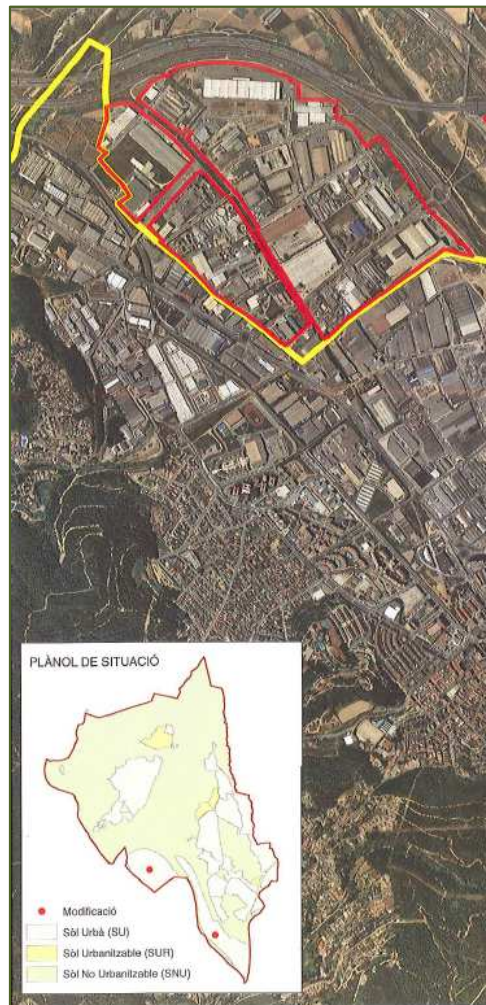 PLÀNOL DE SITUACIÓ
Modificació
Sòl Urbà (SU)
Sòl Urbanitzable (SUR)
Sòl No Urbanitzable (SNU)